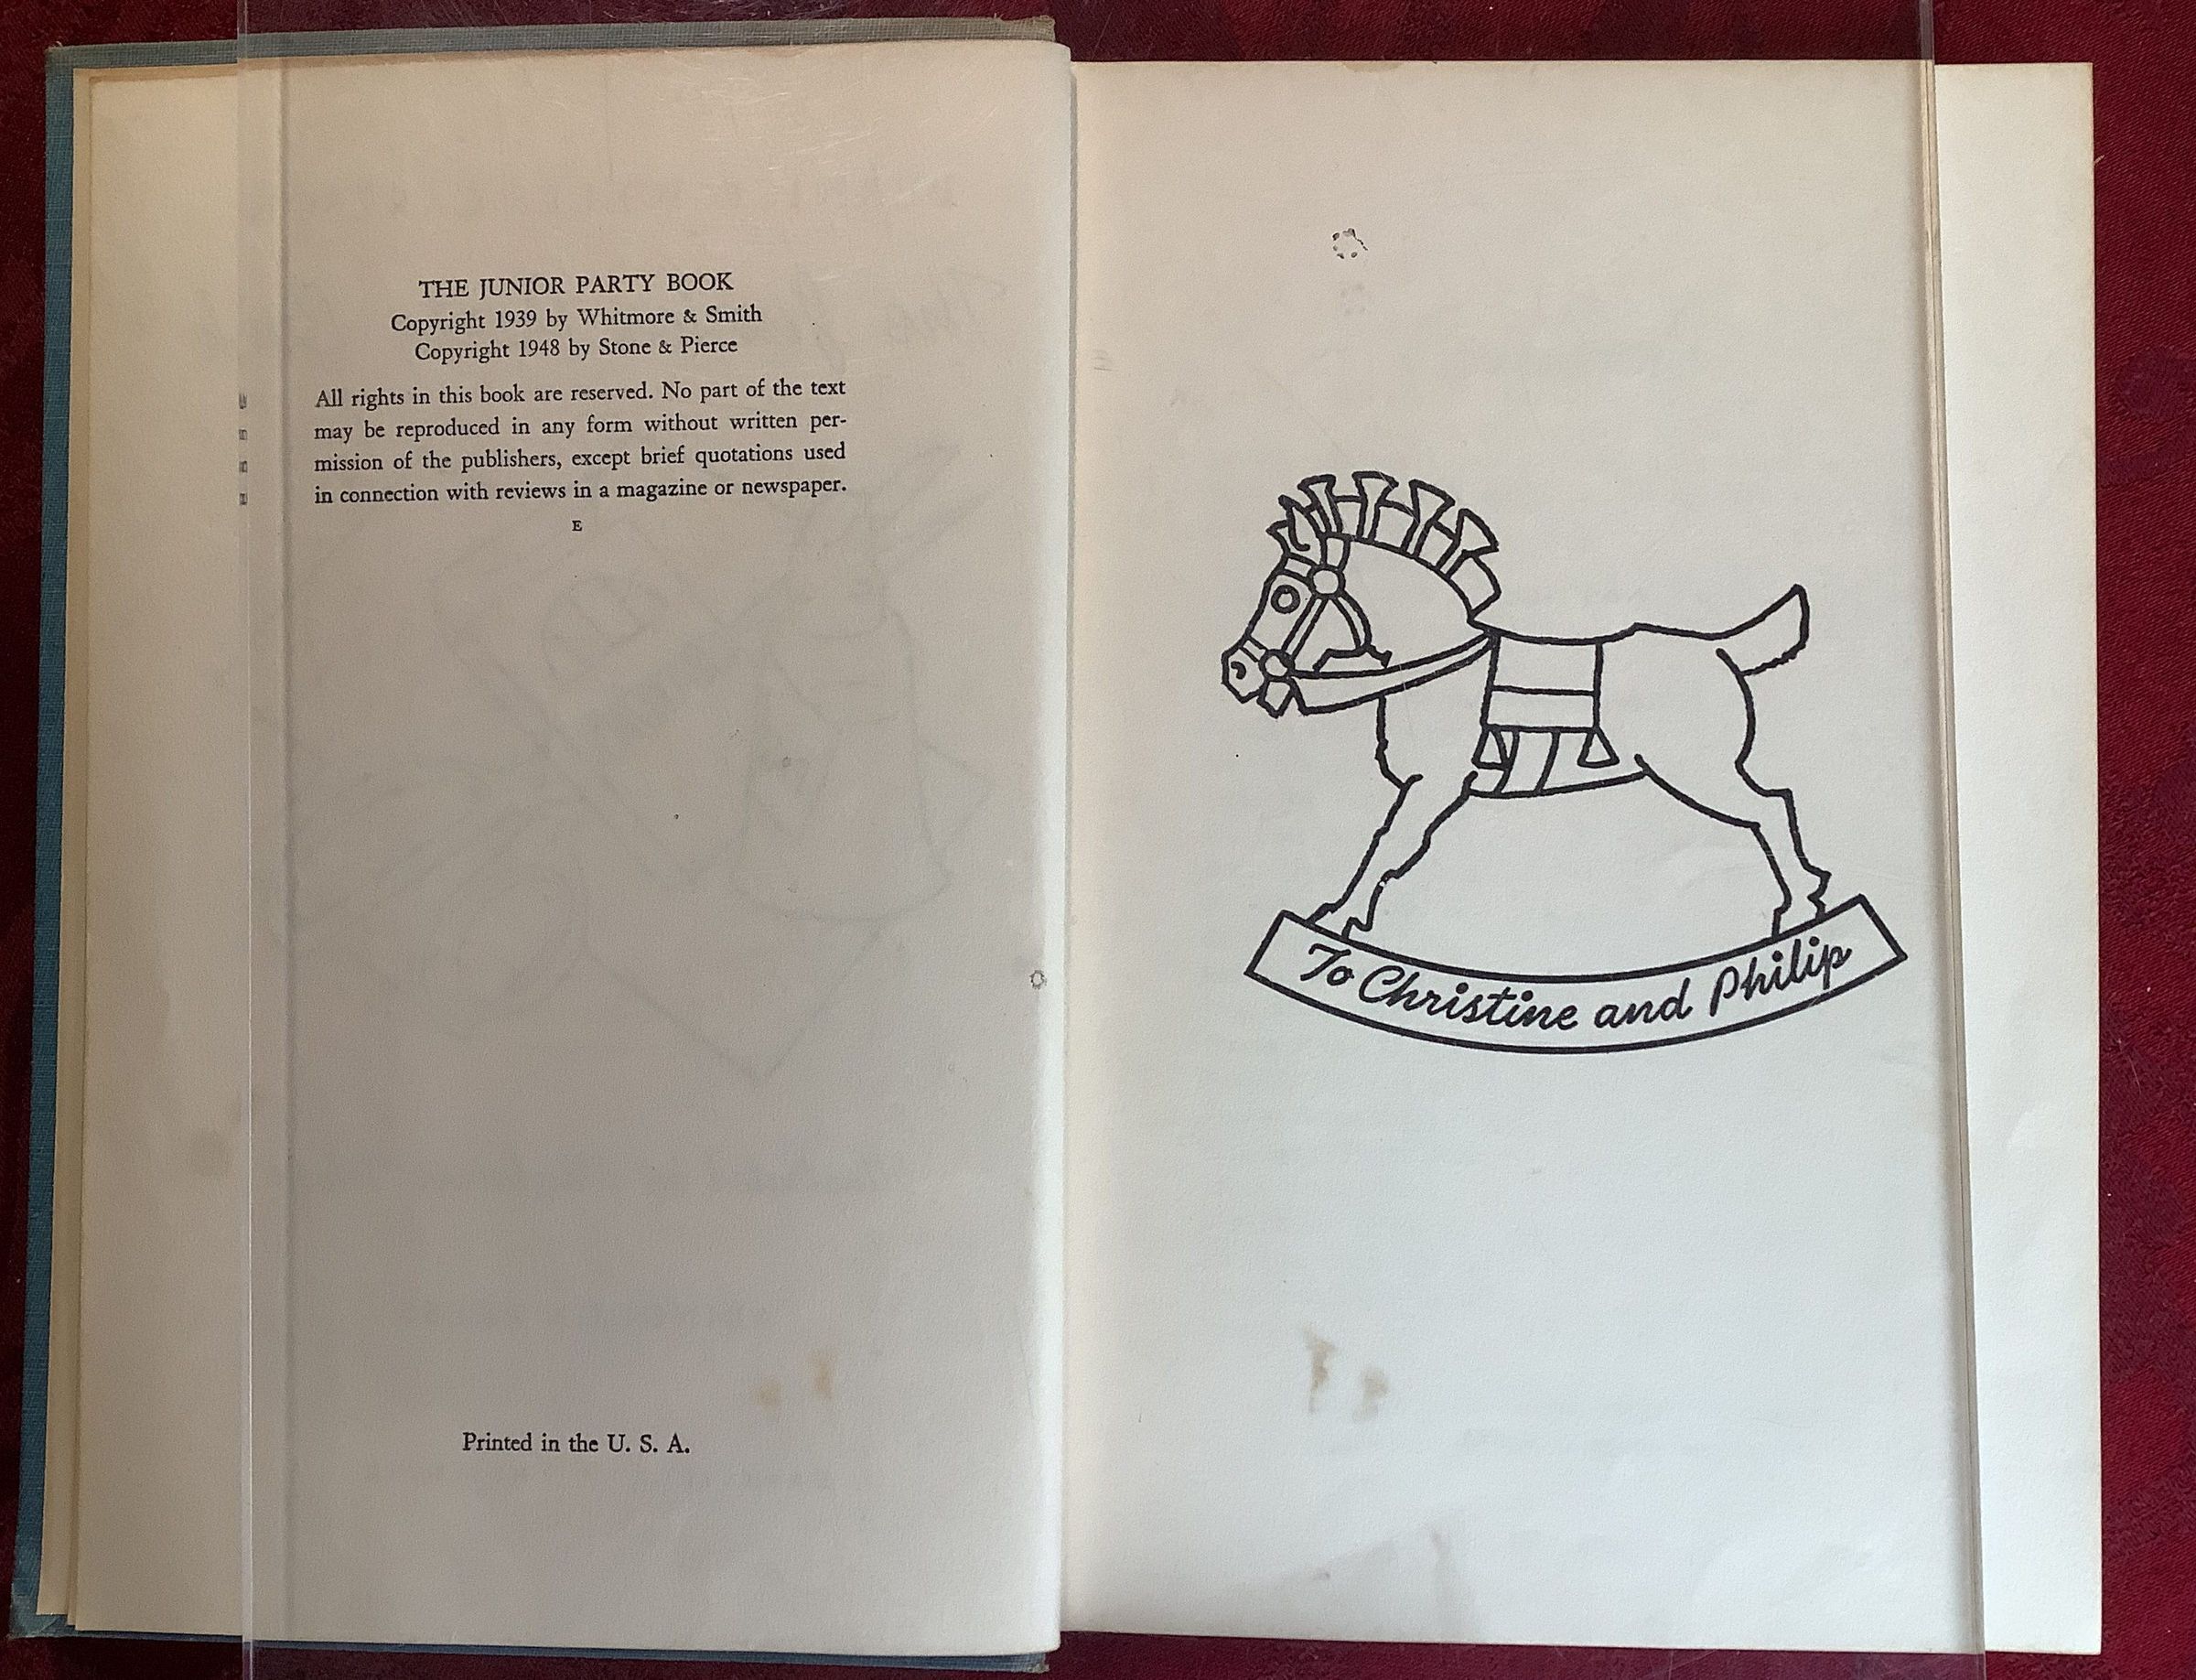 THE JUNIOR PARTY BOOK
Copyright 1939 by Whitmore & Smith
Copyright 1948 by Stone & Pierce
All rights in this book are reserved. No part of the text
may be reproduced in any form without written per-
mission of the publishers, except brief quotations used
in connection with reviews in a magazine or newspaper.
E
Printed in the U. S. A.
To Christine and Philip